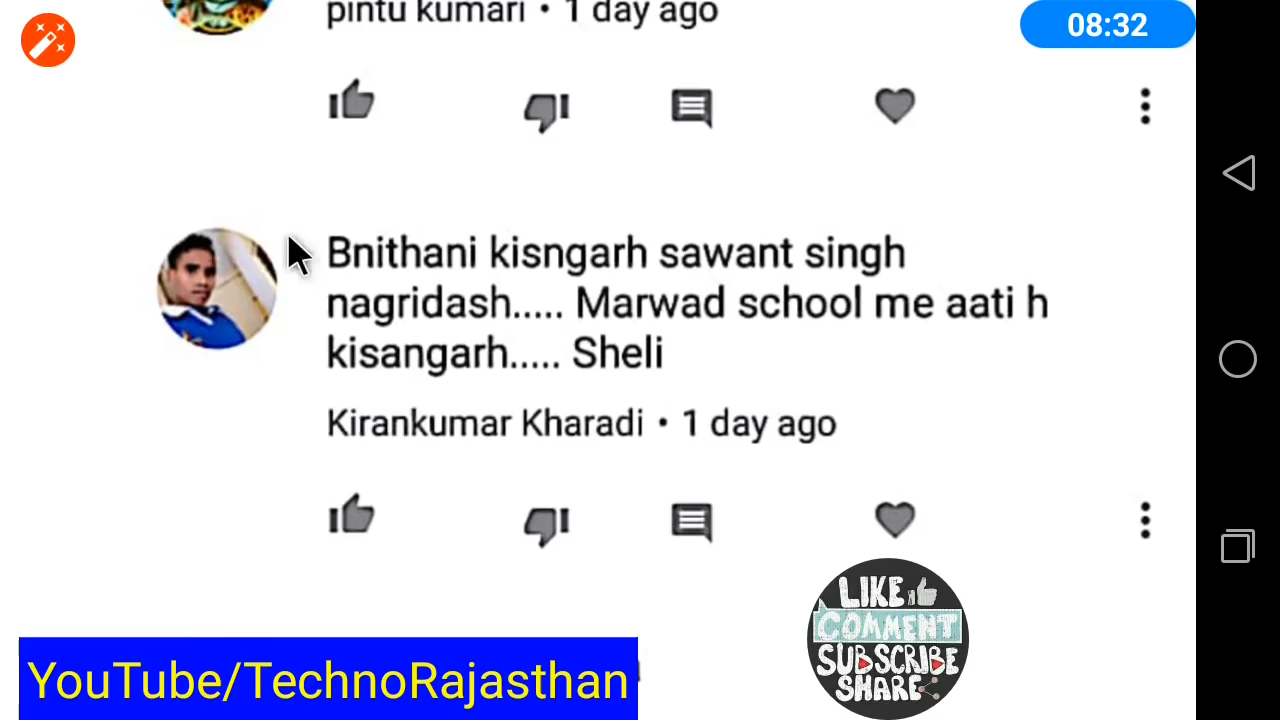 pintu kumari • 1 day ago
08:32
Bnithani kisngarh sawant singh
nagridash..... Marwad school me aati h
kisangarh..... Sheli
Kirankumar Kharadi • 1 day ago
LIKE
COMMENT
SUBSCRIBE
SHARE
YouTube/TechnoRajasthan